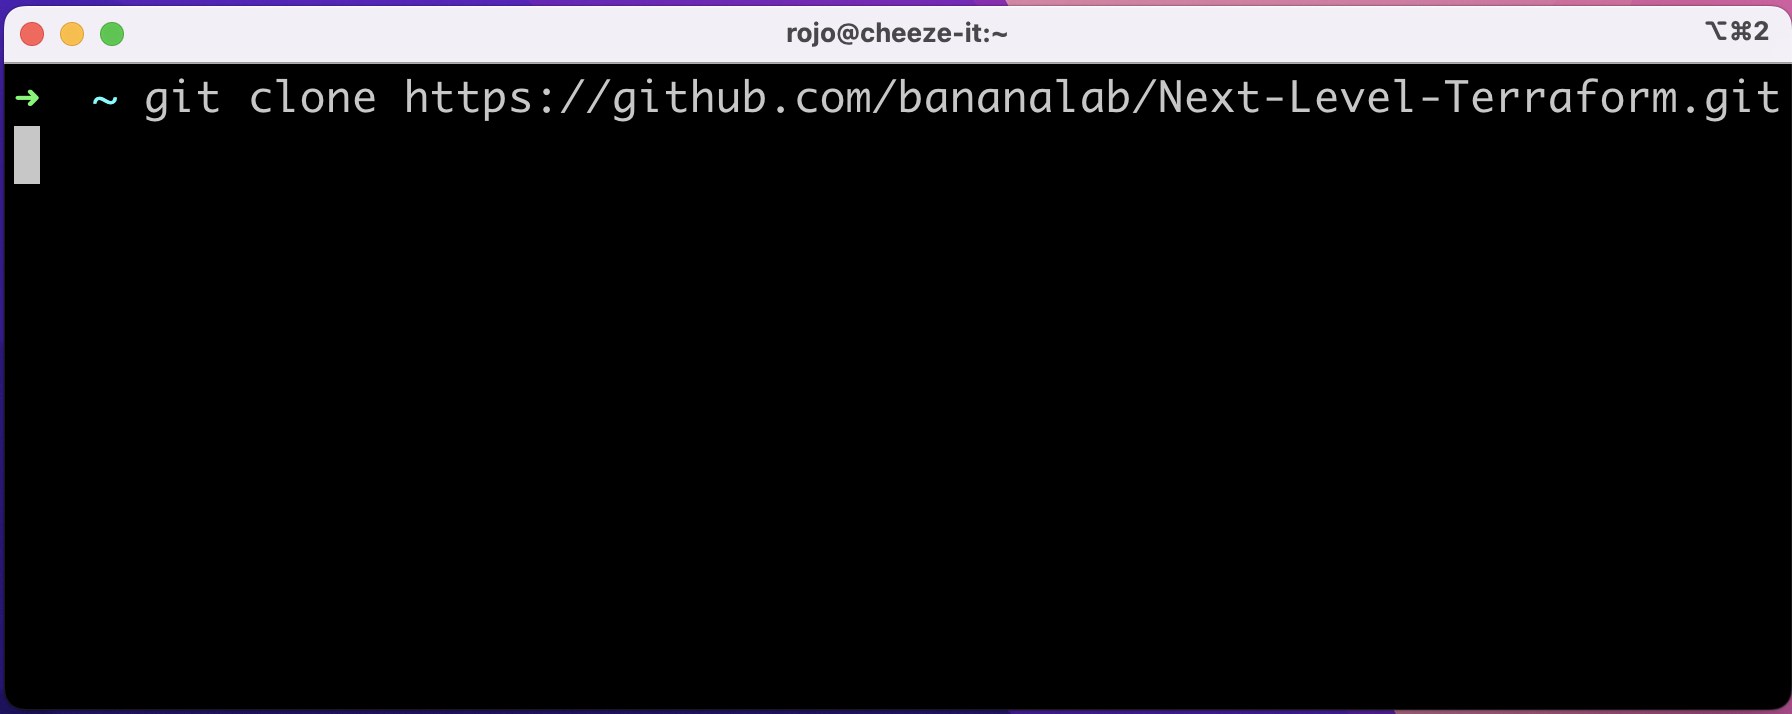 rojo@cheeze-it:~ ⌥⌘2
➜ ~ git clone https://github.com/bananalab/Next-Level-Terraform.git